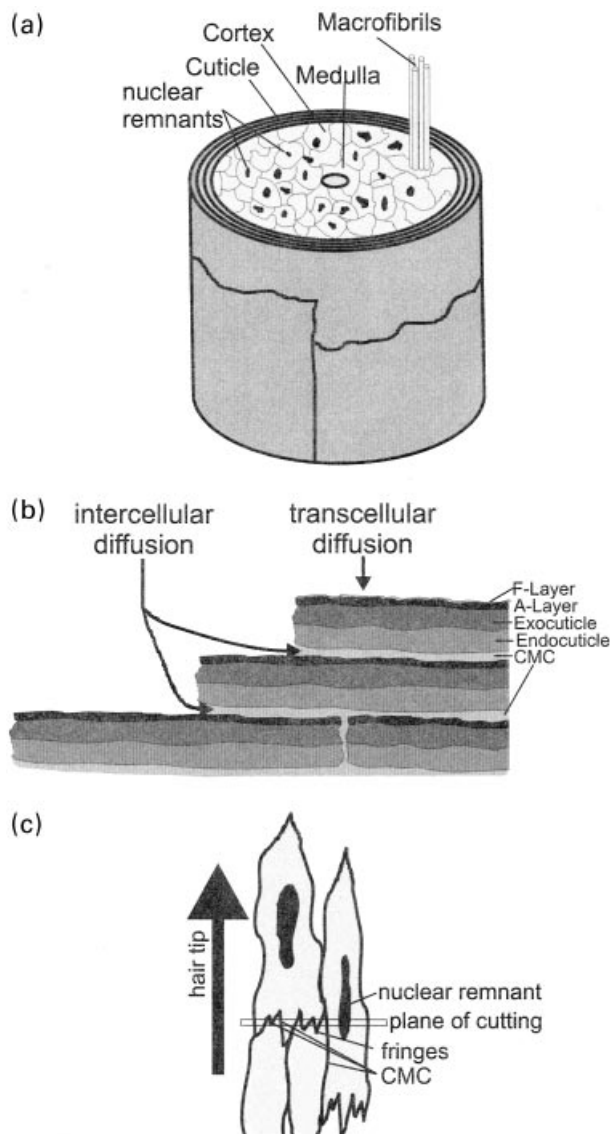 (a)
Macrofibrils
Cortex
Cuticle
Medulla
nuclear
remnants
(b)
intercellular
diffusion
transcellular
diffusion
F-Layer
A-Layer
Exocuticle
Endocuticle
CMC
(c)
hair tip
nuclear remnant
plane of cutting
fringes
CMC